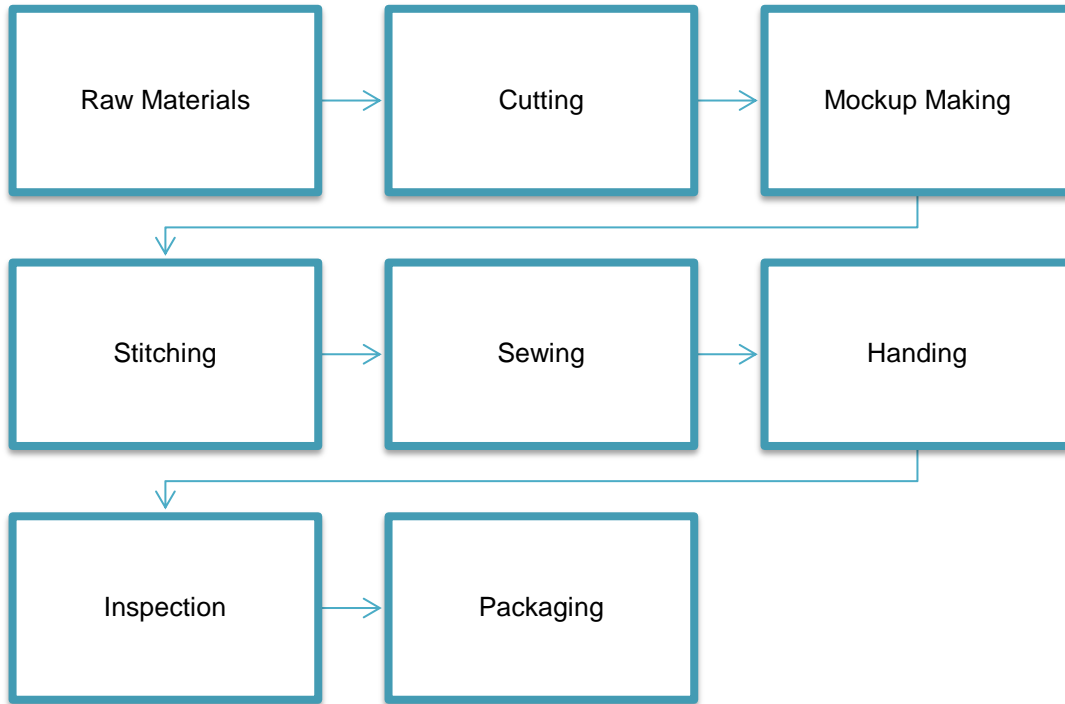 Raw Materials
Cutting
Mockup Making
Stitching
Sewing
Handing
Inspection
Packaging